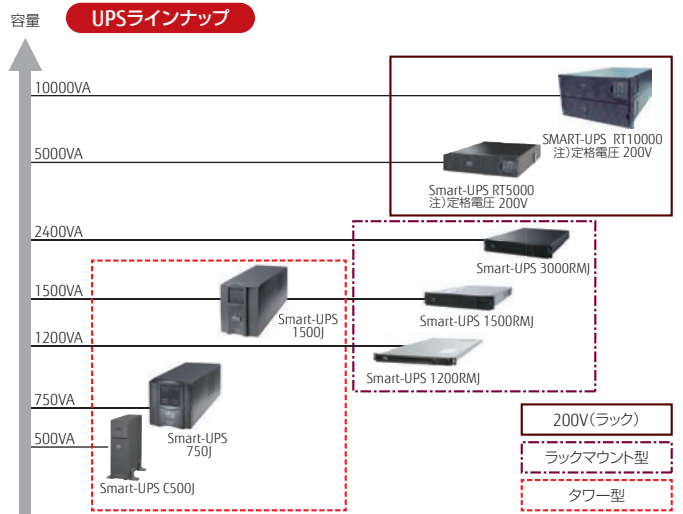 容量
UPSラインナップ
10000VA
SMART-UPS RT10000
注)定格電圧 200V
5000VA
Smart-UPS RT5000
注)定格電圧 200V
2400VA
Smart-UPS 3000RMJ
1500VA
Smart-UPS
1500J
Smart-UPS 1500RMJ
1200VA
Smart-UPS 1200RMJ
750VA
Smart-UPS
750J
500VA
Smart-UPS C500J
200V(ラック)
ラックマウント型
タワー型